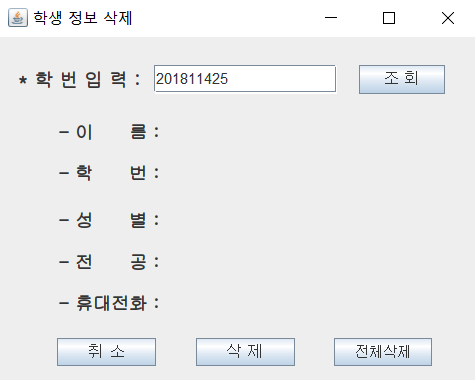 학생 정보 삭제
* 학 번 입 력 : 201811425 조 회
- 이 름 :
- 학 번 :
- 성 별 :
- 전 공 :
- 휴대전화 :
취 소 삭 제 전체삭제